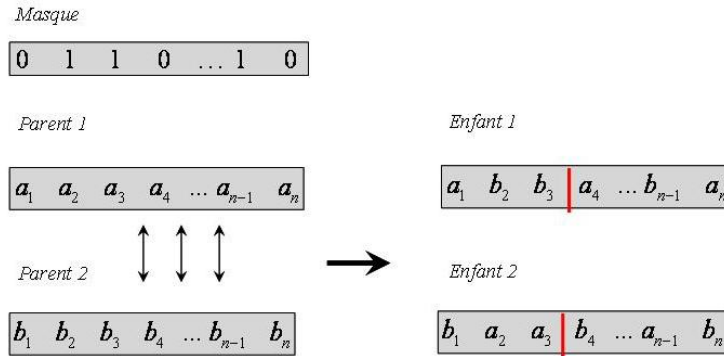 Masque
0 1 1 0 ... 1 0
Parent 1
a₁ a₂ a₃ a₄ ... aₙ₋₁ aₙ
Parent 2
b₁ b₂ b₃ b₄ ... bₙ₋₁ bₙ
Enfant 1
a₁ b₂ b₃ a₄ ... bₙ₋₁ aₙ
Enfant 2
b₁ a₂ a₃ b₄ ... aₙ₋₁ bₙ